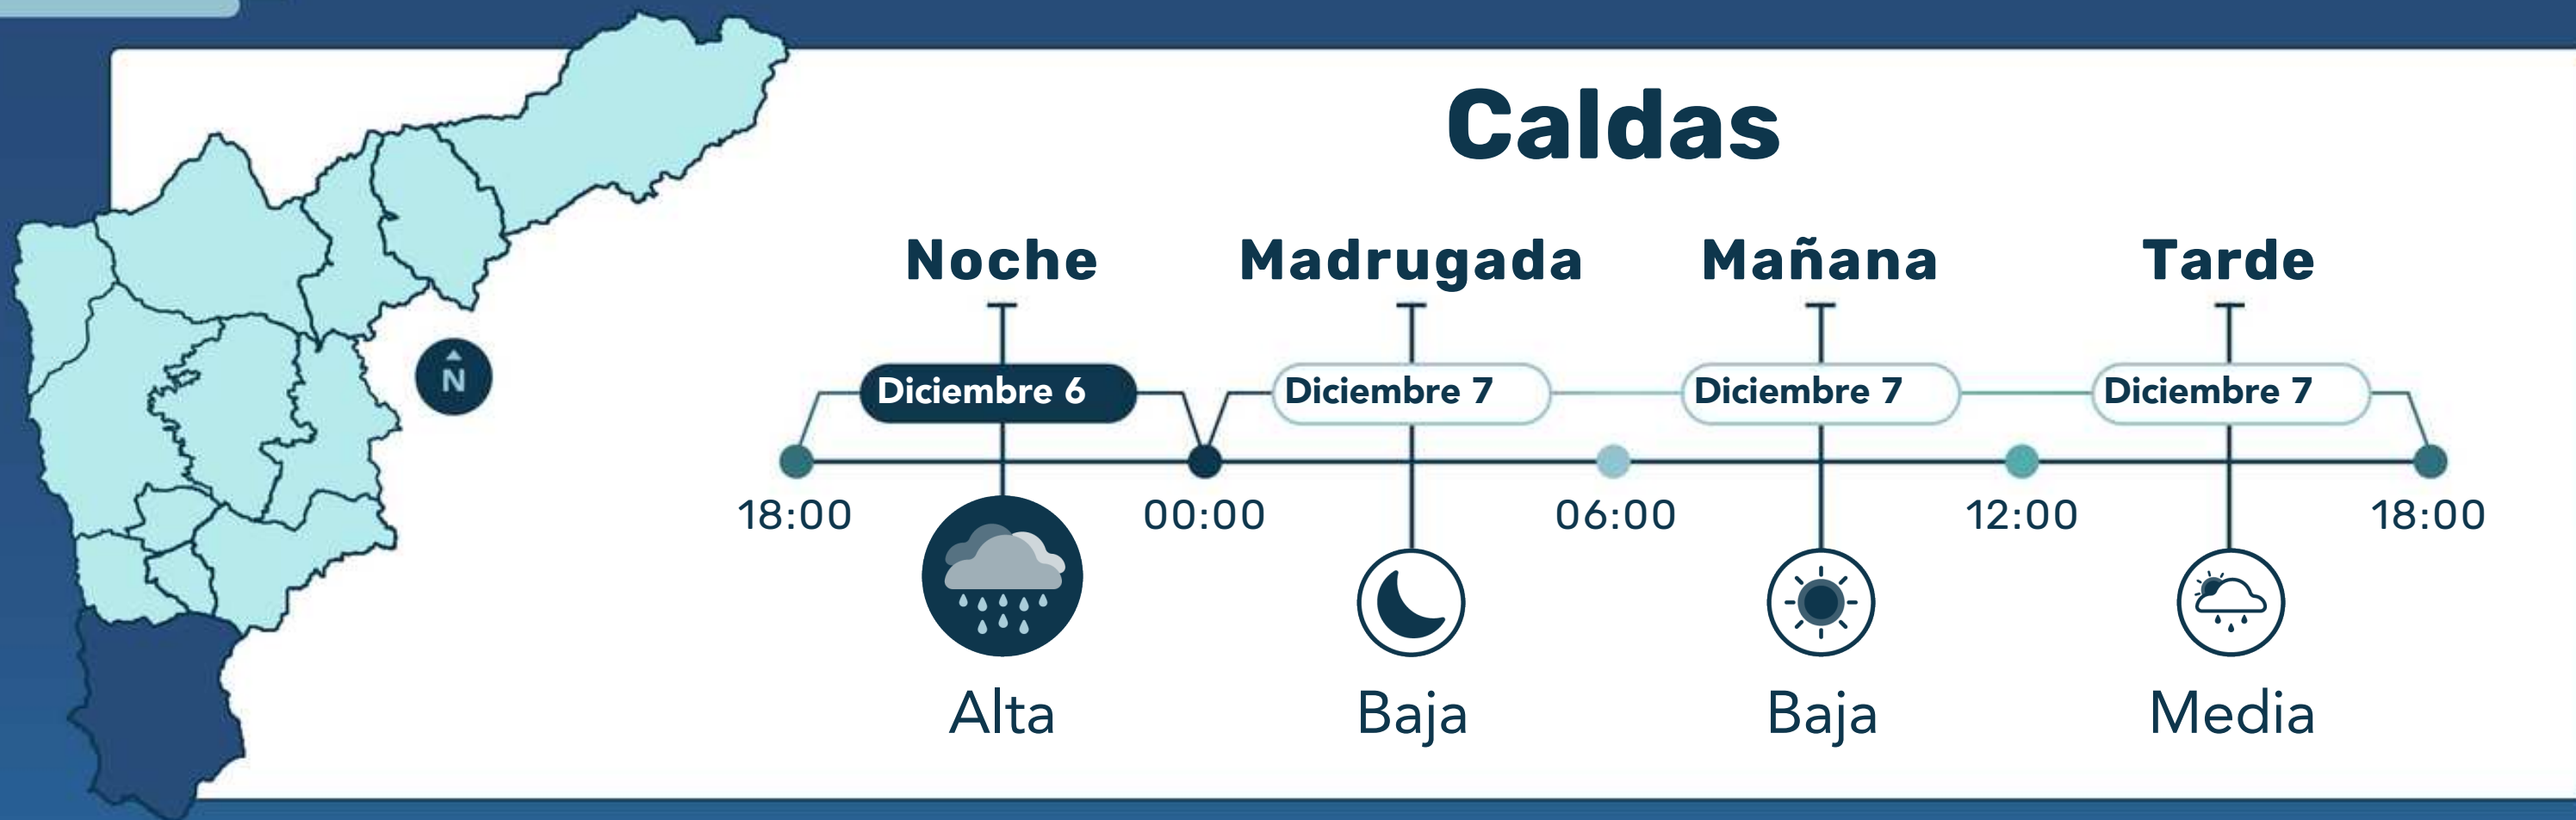 Caldas
Noche
Madrugada
Mañana
Tarde
N
Diciembre 6
Diciembre 7
Diciembre 7
Diciembre 7
18:00
00:00
06:00
12:00
18:00
Alta
Baja
Baja
Media